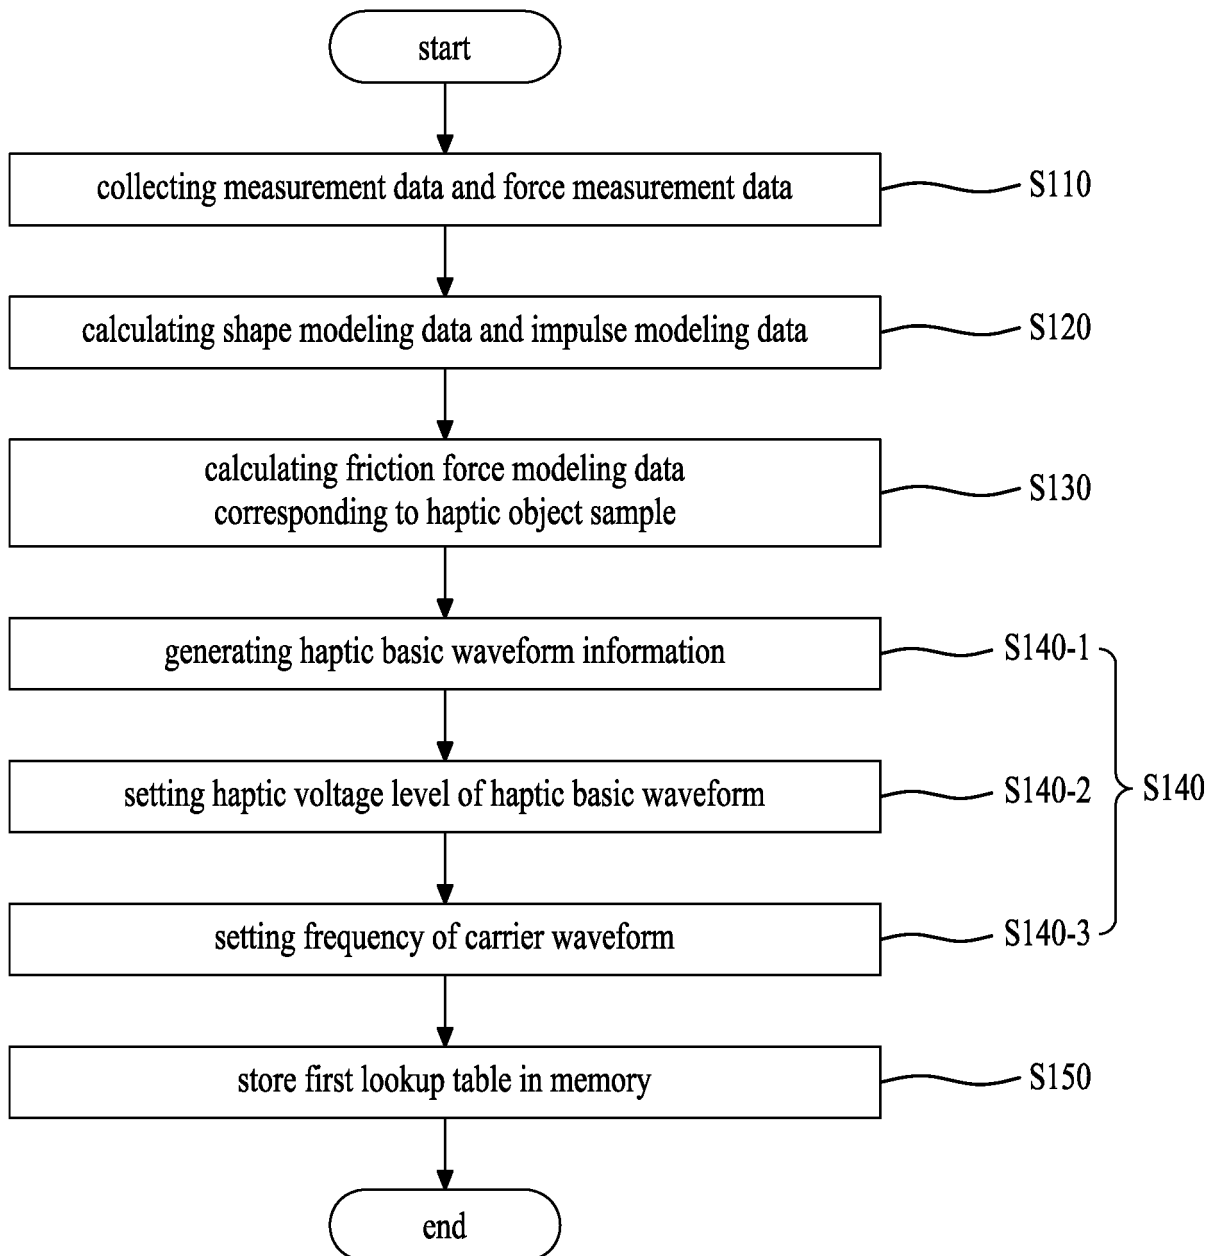 start
collecting measurement data and force measurement data
S110
calculating shape modeling data and impulse modeling data
S120
calculating friction force modeling data
corresponding to haptic object sample
S130
generating haptic basic waveform information
S140-1
setting haptic voltage level of haptic basic waveform
S140-2
S140
setting frequency of carrier waveform
S140-3
store first lookup table in memory
S150
end